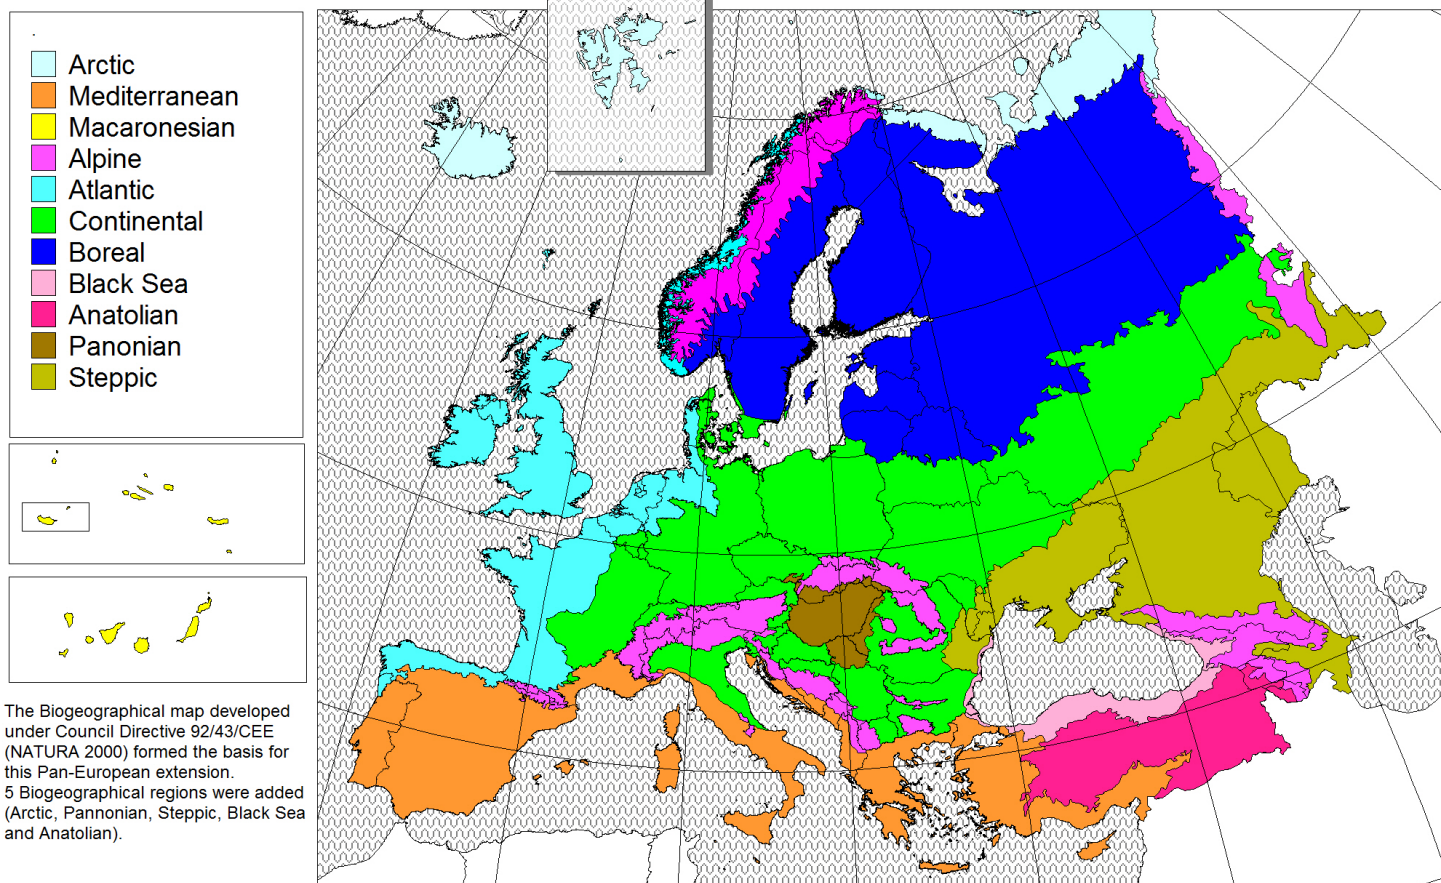 Arctic
Mediterranean
Macaronesian
Alpine
Atlantic
Continental
Boreal
Black Sea
Anatolian
Panonian
Steppic
The Biogeographical map developed
under Council Directive 92/43/CEE
(NATURA 2000) formed the basis for
this Pan-European extension.
5 Biogeographical regions were added
(Arctic, Pannonian, Steppic, Black Sea
and Anatolian).